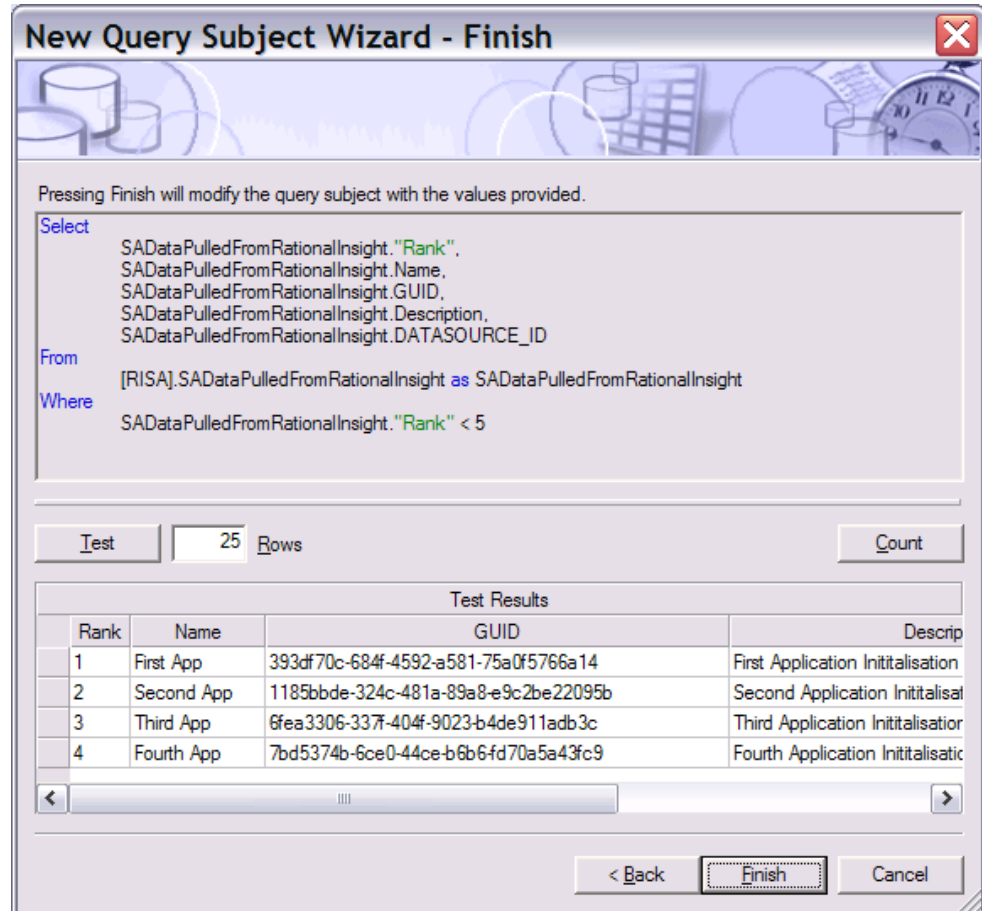 New Query Subject Wizard - Finish
Pressing Finish will modify the query subject with the values provided.
Select
SADataPulledFromRationalInsight."Rank",
SADataPulledFromRationalInsight.Name,
SADataPulledFromRationalInsight.GUID,
SADataPulledFromRationalInsight.Description,
SADataPulledFromRationalInsight.DATASOURCE_ID
From
[RISA].SADataPulledFromRationalInsight as SADataPulledFromRationalInsight
Where
SADataPulledFromRationalInsight."Rank" < 5
Test 25 Rows Count
Test Results
Rank Name GUID Descrip
1 First App 393df70c-684f-4592-a581-75a0f5766a14 First Application Inititalisation
2 Second App 1185bbde-324c-481a-89a8-e9c2be22095b Second Application Inititalisat
3 Third App 6fea3306-337f-404f-9023-b4de911adb3c Third Application Inititalisation
4 Fourth App 7bd5374b-6ce0-44ce-b6b6-fd70a5a43fc9 Fourth Application Inititalisatic
< Back Finish Cancel